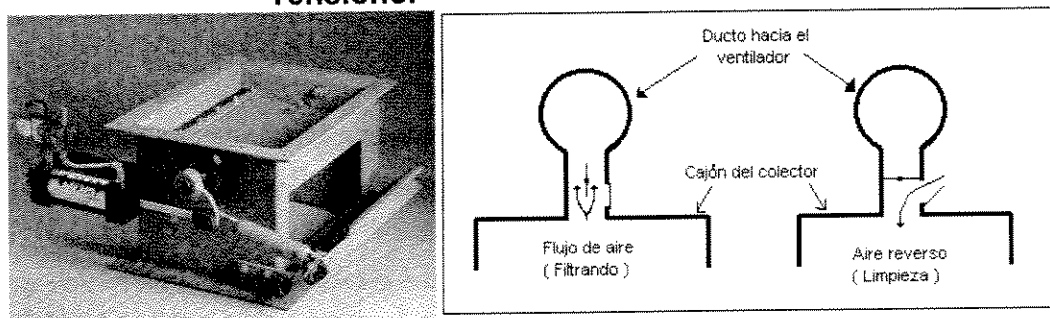 Ducto hacia el
ventilador
Cajón del colector
Flujo de aire
( Filtrando )
Aire reverso
( Limpieza )